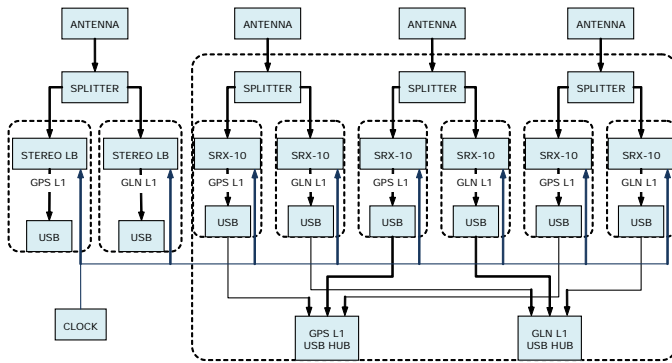 ANTENNA ANTENNA ANTENNA ANTENNA
SPLITTER SPLITTER SPLITTER SPLITTER
STEREO LB STEREO LB SRX-10 SRX-10 SRX-10 SRX-10 SRX-10 SRX-10
GPS L1 GLN L1 GPS L1 GLN L1 GPS L1 GLN L1 GPS L1 GLN L1
USB USB USB USB USB USB USB USB
CLOCK
GPS L1
USB HUB
GLN L1
USB HUB